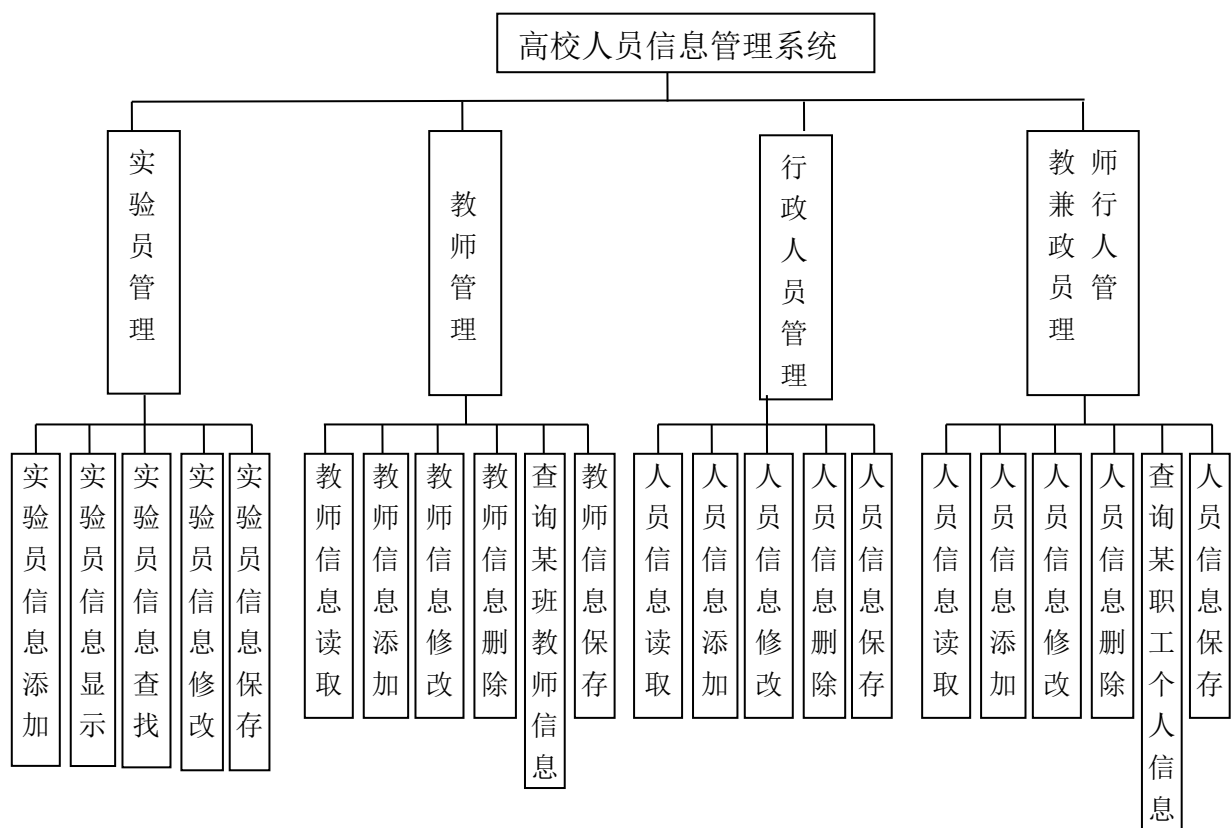 高校人员信息管理系统
实验员管理
教师管理
行政人员管理
教师兼行政人员管理
实验员信息添加
实验员信息显示
实验员信息查找
实验员信息修改
实验员信息保存
教师信息读取
教师信息添加
教师信息修改
教师信息删除
查询某班教师信息
教师信息保存
人员信息读取
人员信息添加
人员信息修改
人员信息删除
人员信息保存
人员信息读取
人员信息添加
人员信息修改
人员信息删除
查询某职工个人信息
人员信息保存